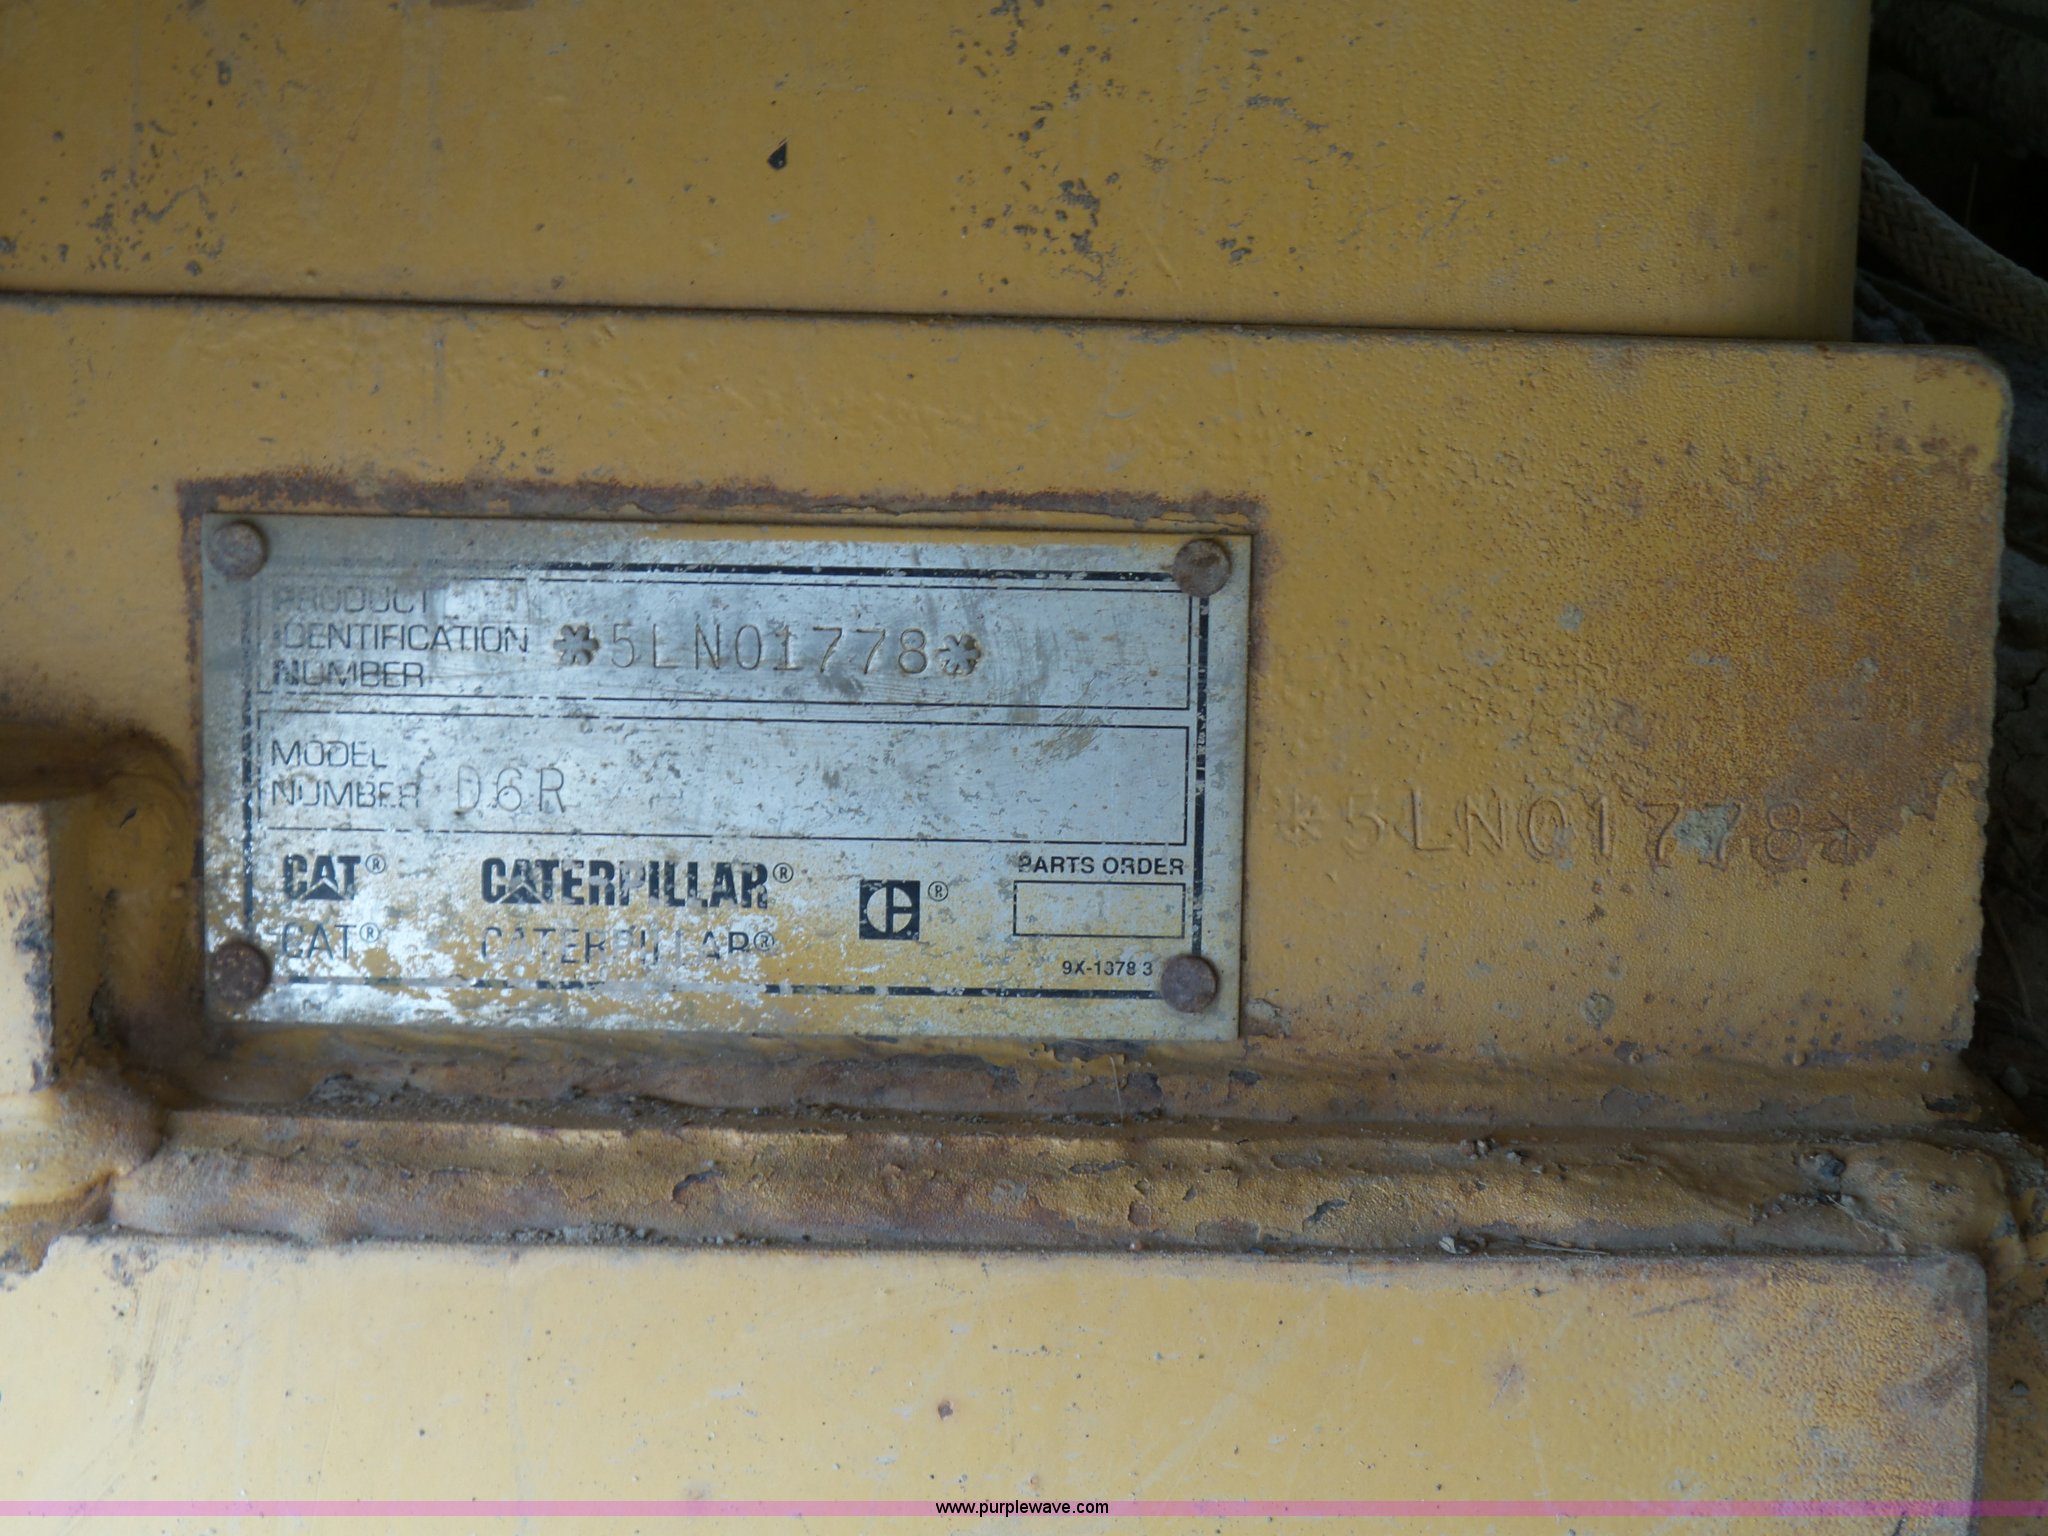 PRODUCT
IDENTIFICATION *5LN01778*
NUMBER
MODEL
NUMBER D6R
*5LN01778*
CAT® CATERPILLAR® C® PARTS ORDER
CAT® CATERPILLAR®
9X-1378 3
www.purplewave.com